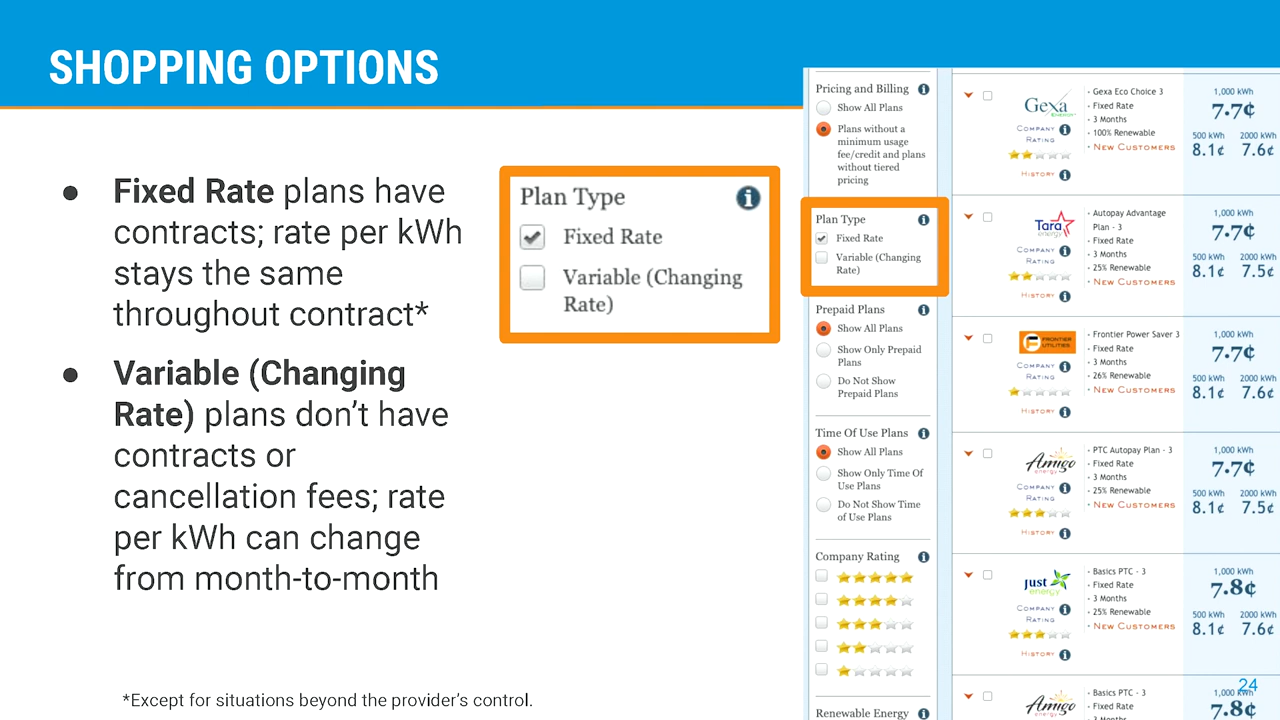 SHOPPING OPTIONS
● Fixed Rate plans have
contracts; rate per kWh
stays the same
throughout contract*
● Variable (Changing
Rate) plans don’t have
contracts or
cancellation fees; rate
per kWh can change
from month-to-month
*Except for situations beyond the provider’s control.
Plan Type
Fixed Rate
Variable (Changing
Rate)
Pricing and Billing
Show All Plans
Plans without a
minimum usage
fee/credit and plans
without tiered
pricing
Plan Type
Fixed Rate
Variable (Changing
Rate)
Prepaid Plans
Show All Plans
Show Only Prepaid
Plans
Do Not Show
Prepaid Plans
Time Of Use Plans
Show All Plans
Show Only Time Of
Use Plans
Do Not Show Time
of Use Plans
Company Rating
Renewable Energy
Gexa
ENERGY
Company
Rating
History
· Gexa Eco Choice 3
· Fixed Rate
· 3 Months
· 100% Renewable
· New Customers
1,000 kWh
7.7¢
500 kWh 2000 kWh
8.1¢ 7.6¢
Tara
energy
Company
Rating
History
· Autopay Advantage
Plan - 3
· Fixed Rate
· 3 Months
· 25% Renewable
· New Customers
1,000 kWh
7.7¢
500 kWh 2000 kWh
8.1¢ 7.5¢
FRONTIER
UTILITIES
Company
Rating
History
· Frontier Power Saver 3
· Fixed Rate
· 3 Months
· 26% Renewable
· New Customers
1,000 kWh
7.7¢
500 kWh 2000 kWh
8.1¢ 7.6¢
Amigo
energy
Company
Rating
History
· PTC Autopay Plan - 3
· Fixed Rate
· 3 Months
· 25% Renewable
· New Customers
1,000 kWh
7.7¢
500 kWh 2000 kWh
8.1¢ 7.5¢
just
energy
Company
Rating
History
· Basics PTC - 3
· Fixed Rate
· 3 Months
· 25% Renewable
· New Customers
1,000 kWh
7.8¢
500 kWh 2000 kWh
8.1¢ 7.6¢
Amigo
energy
· Basics PTC - 3
· Fixed Rate
· 3 Months
1,000 kWh
7.8¢
24